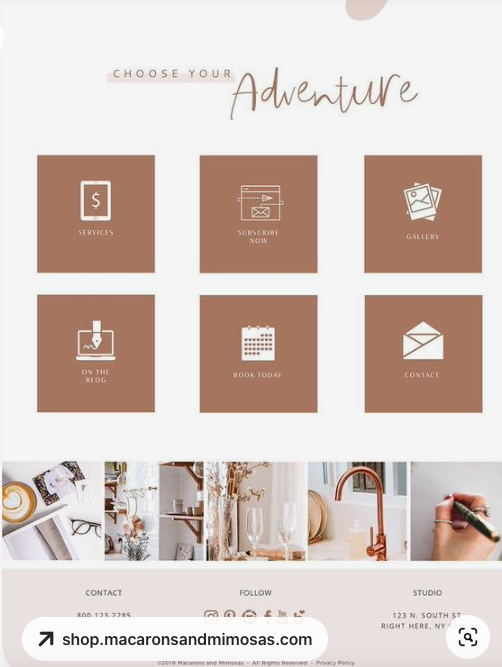 CHOOSE YOUR
Adventure
SERVICES
SUBSCRIBE
NOW
GALLERY
ON THE
BLOG
BOOK TODAY
CONTACT
CONTACT
FOLLOW
STUDIO
800.123.2285
123 N. SOUTH ST
RIGHT HERE, NY
shop.macaronsandmimosas.com
©2018 Macarons and Mimosas - All Rights Reserved - Privacy Policy